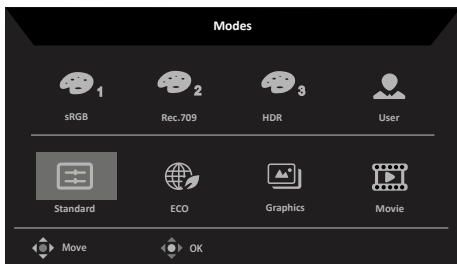 Modes
1 2 3
sRGB Rec.709 HDR User
Standard ECO Graphics Movie
Move OK